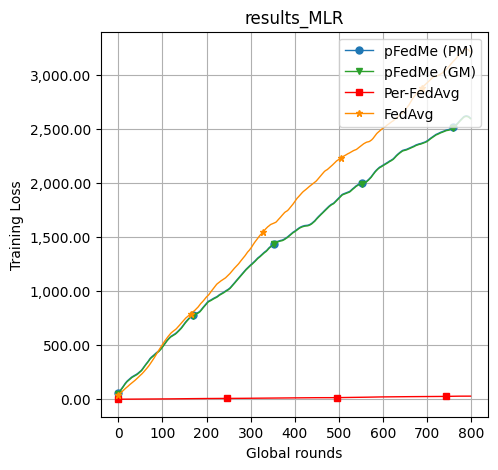 results_MLR
pFedMe (PM)
pFedMe (GM)
Per-FedAvg
FedAvg
Training Loss
3,000.00
2,500.00
2,000.00
1,500.00
1,000.00
500.00
0.00
0 100 200 300 400 500 600 700 800
Global rounds